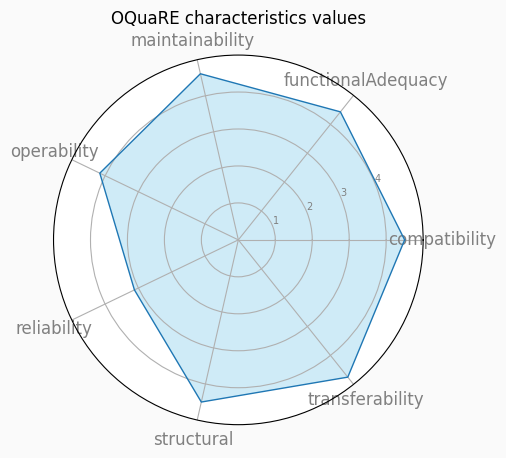 OQuaRE characteristics values
maintainability
functionalAdequacy
operability
4
3
2
1
compatibility
reliability
transferability
structural